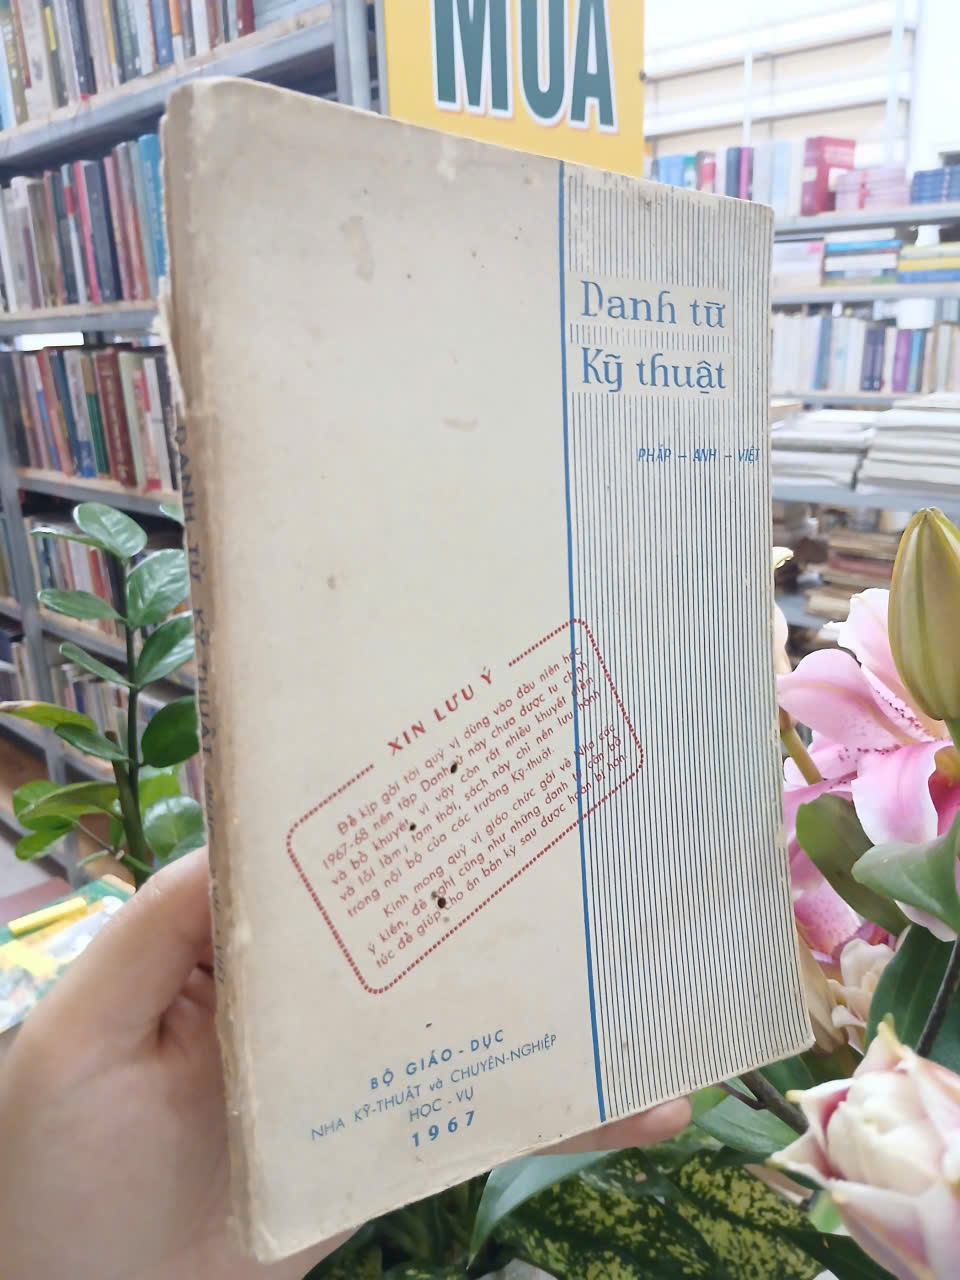 MUA
Danh từ
Kỹ thuật
PHÁP – ANH – VIỆT
DANH TỪ KỸ THUẬT
XIN LƯU Ý
Để kịp gởi tới quý vị dùng vào đầu niên học
1967-68 nên tập Danh từ này chưa được tu chỉnh
và bổ khuyết, vì vậy còn rất nhiều khuyết điểm
và lỗi lầm; tạm thời, sách này chỉ nên lưu hành
trong nội bộ của các trường Kỹ-thuật.
Kính mong quý vị giáo chức gởi về Nha các
ý kiến, đề nghị cũng như những danh từ cần bổ
túc để giúp cho ấn bản kỳ sau được hoàn bị hơn.
BỘ GIÁO - DỤC
NHA KỸ-THUẬT và CHUYÊN-NGHIỆP
HỌC - VỤ
1967